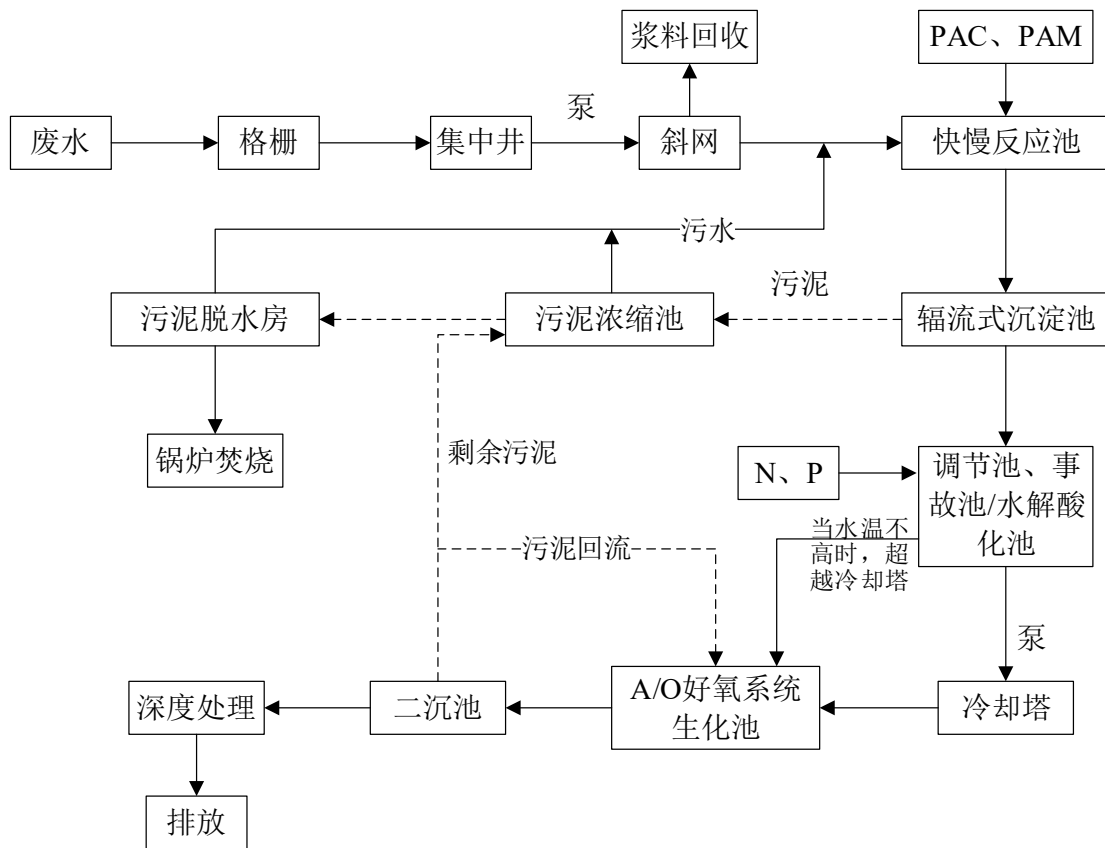 浆料回收
PAC、PAM
泵
废水
格栅
集中井
斜网
快慢反应池
污水
污泥
污泥脱水房
污泥浓缩池
辐流式沉淀池
锅炉焚烧
剩余污泥
N、P
调节池、事
故池/水解酸
化池
当水温不
高时，超
越冷却塔
污泥回流
泵
深度处理
二沉池
A/O好氧系统
生化池
冷却塔
排放